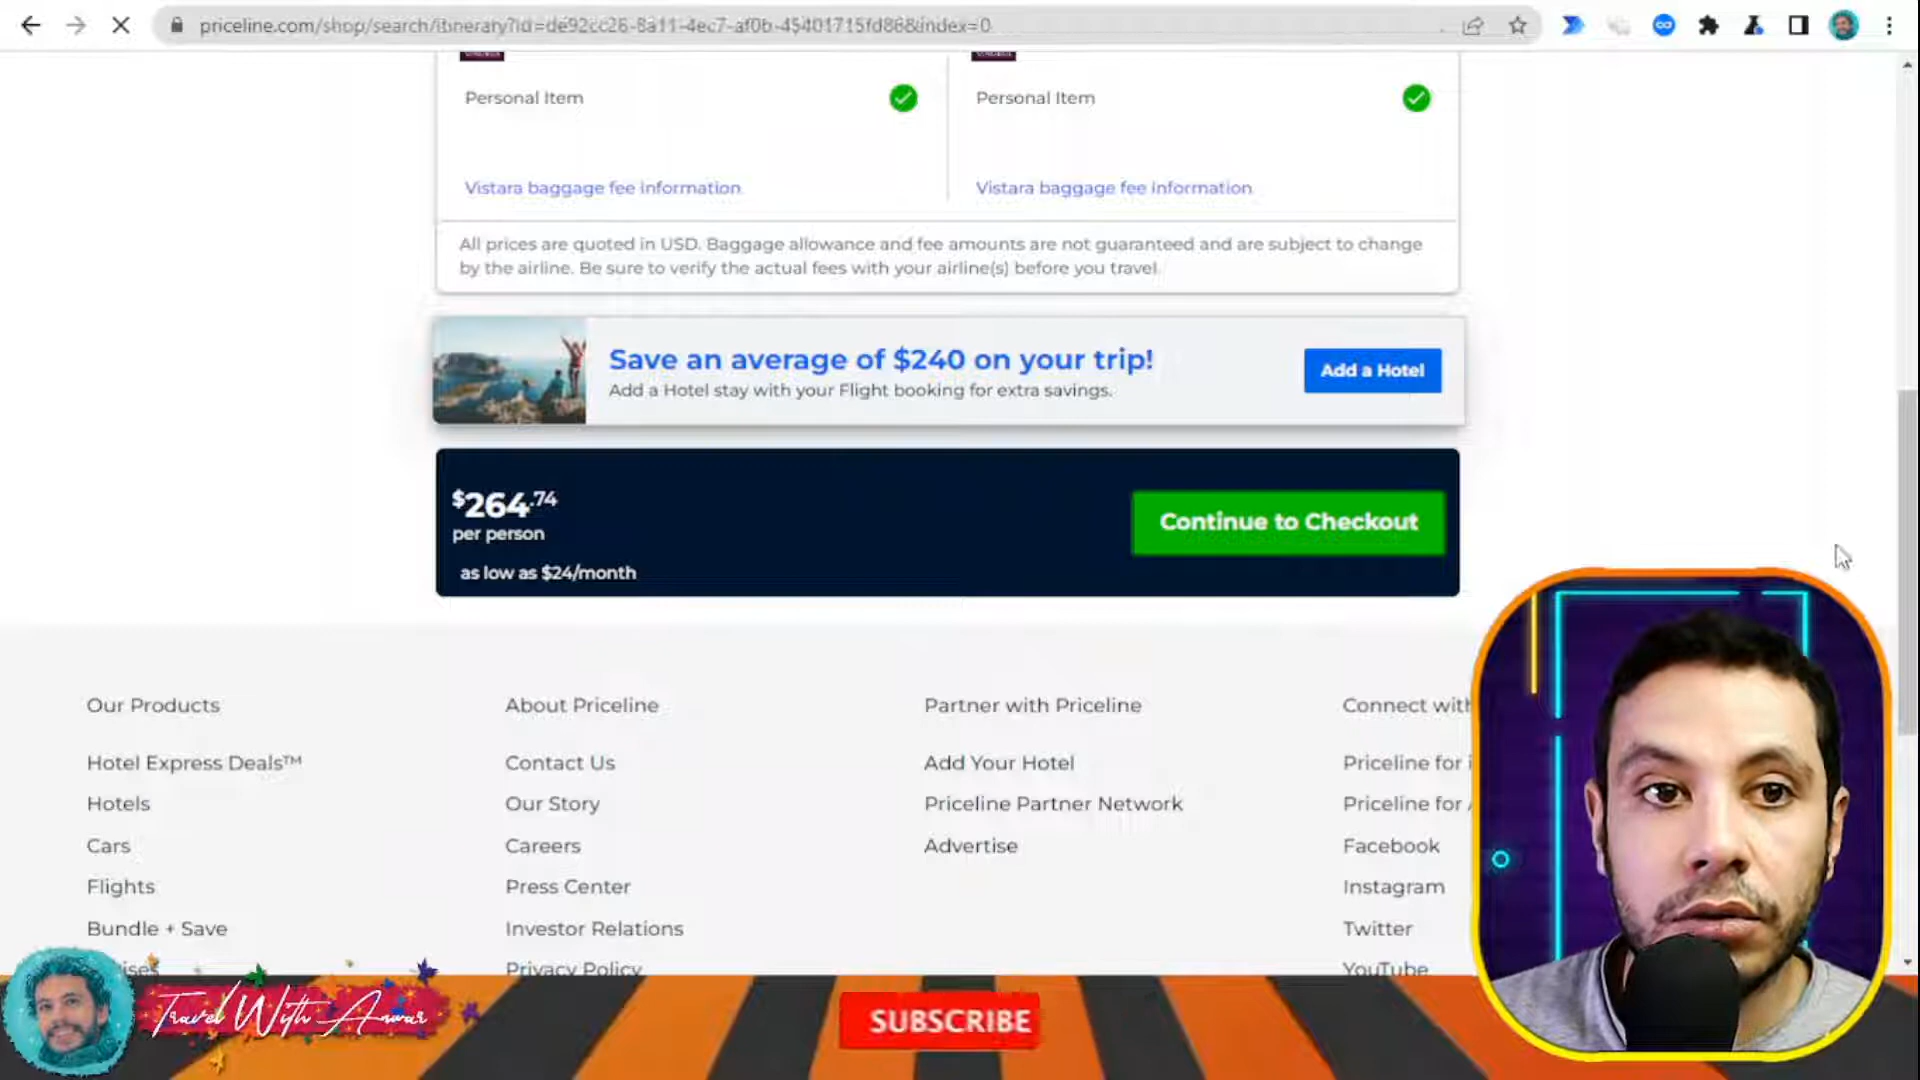 priceline.com/shop/search/itinerary?id=de92cc26-8a11-4ec7-af0b-45401715fd86&index=0
Personal Item
Personal Item
Vistara baggage fee information
Vistara baggage fee information
All prices are quoted in USD. Baggage allowance and fee amounts are not guaranteed and are subject to change
by the airline. Be sure to verify the actual fees with your airline(s) before you travel.
Save an average of $240 on your trip!
Add a Hotel stay with your Flight booking for extra savings.
Add a Hotel
$264.74
per person
as low as $24/month
Continue to Checkout
Our Products
Hotel Express Deals™
Hotels
Cars
Flights
Bundle + Save
About Priceline
Contact Us
Our Story
Careers
Press Center
Investor Relations
Privacy Policy
Partner with Priceline
Add Your Hotel
Priceline Partner Network
Advertise
Connect with
Priceline for
Priceline for
Facebook
Instagram
Twitter
YouTube
Travel With Anwar
SUBSCRIBE